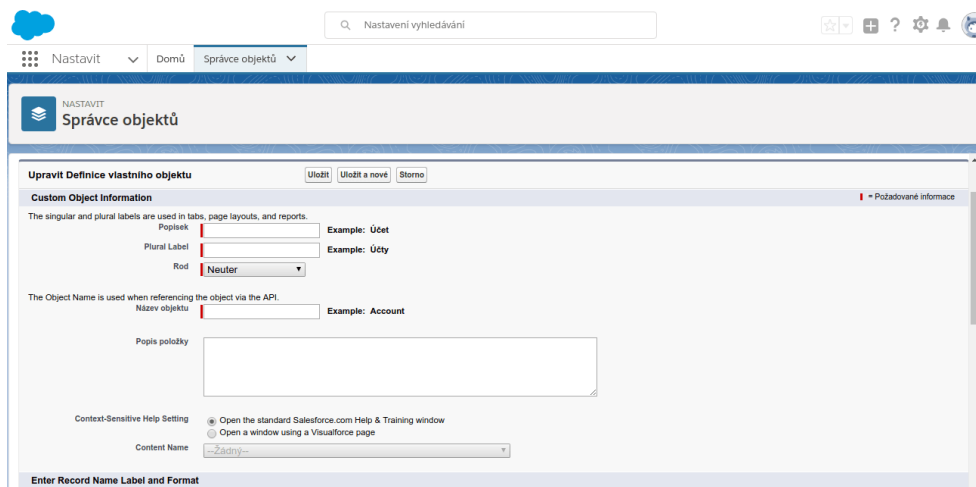 Nastavení vyhledávání
Nastavit
Domů
Správce objektů
NASTAVIT
Správce objektů
Upravit Definice vlastního objektu
Uložit
Uložit a nové
Storno
Custom Object Information
= Požadované informace
The singular and plural labels are used in tabs, page layouts, and reports.
Popisek
Example: Účet
Plural Label
Example: Účty
Rod
Neuter
The Object Name is used when referencing the object via the API.
Název objektu
Example: Account
Popis položky
Context-Sensitive Help Setting
Open the standard Salesforce.com Help & Training window
Open a window using a Visualforce page
Content Name
--Žádný--
Enter Record Name Label and Format